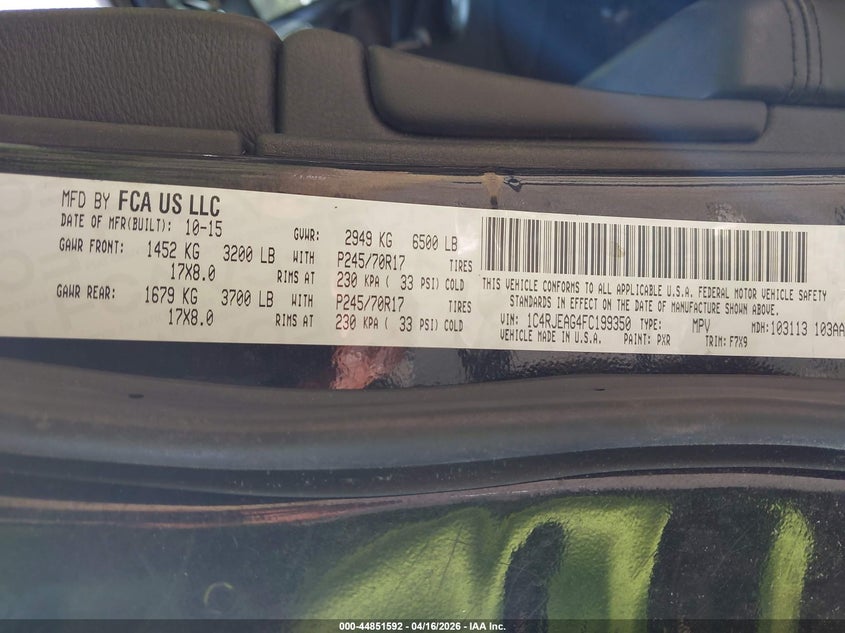 MFD BY FCA US LLC
DATE OF MFR(BUILT): 10-15 GVWR: 2949 KG 6500 LB
GAWR FRONT: 1452 KG 3200 LB WITH P245/70R17 TIRES
17X8.0 RIMS AT 230 KPA ( 33 PSI) COLD
GAWR REAR: 1679 KG 3700 LB WITH P245/70R17 TIRES
17X8.0 RIMS AT 230 KPA ( 33 PSI) COLD
THIS VEHICLE CONFORMS TO ALL APPLICABLE U.S.A. FEDERAL MOTOR VEHICLE SAFETY
STANDARDS IN EFFECT ON THE DATE OF MANUFACTURE SHOWN ABOVE.
VIN: 1C4RJEAG4FC199350 TYPE: MPV MDH: 103113 103AA
VEHICLE MADE IN U.S.A. PAINT: PXR TRIM: F7X9
000-44851592 - 04/16/2026 - IAA Inc.